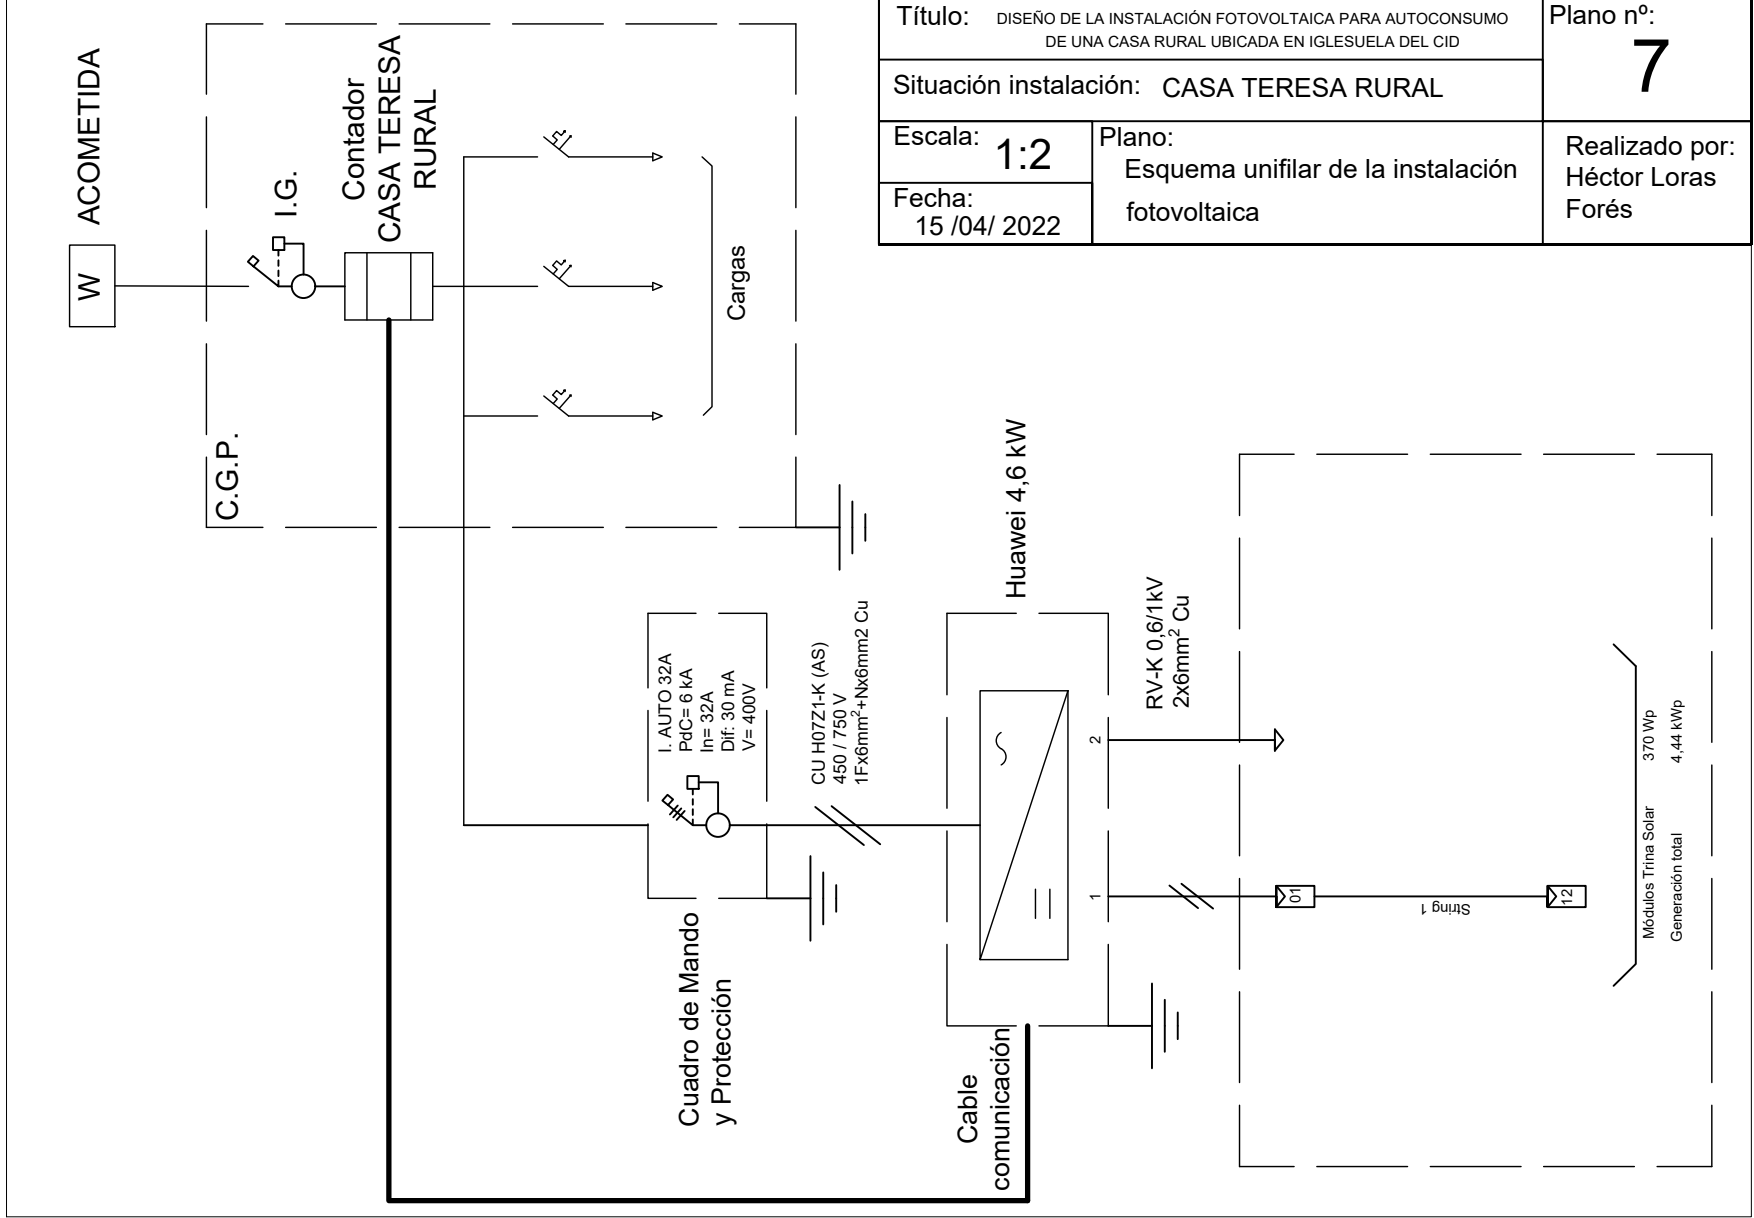 Título: DISEÑO DE LA INSTALACIÓN FOTOVOLTAICA PARA AUTOCONSUMO
DE UNA CASA RURAL UBICADA EN IGLESUELA DEL CID
Plano nº:
7
Situación instalación: CASA TERESA RURAL
Escala: 1:2
Fecha:
15 /04/ 2022
Plano:
Esquema unifilar de la instalación
fotovoltaica
Realizado por:
Héctor Loras
Forés
ACOMETIDA
W
C.G.P.
I.G.
Contador
CASA TERESA
RURAL
Cargas
I. AUTO 32A
PdC= 6 kA
In= 32A
Dif: 30 mA
V= 400V
Cuadro de Mando
y Protección
CU H07Z1-K (AS)
450 / 750 V
1Fx6mm²+Nx6mm2 Cu
Huawei 4,6 kW
Cable
comunicación
1
2
RV-K 0,6/1kV
2x6mm² Cu
01
String 1
12
Módulos Trina Solar 370 Wp
Generación total 4,44 kWp